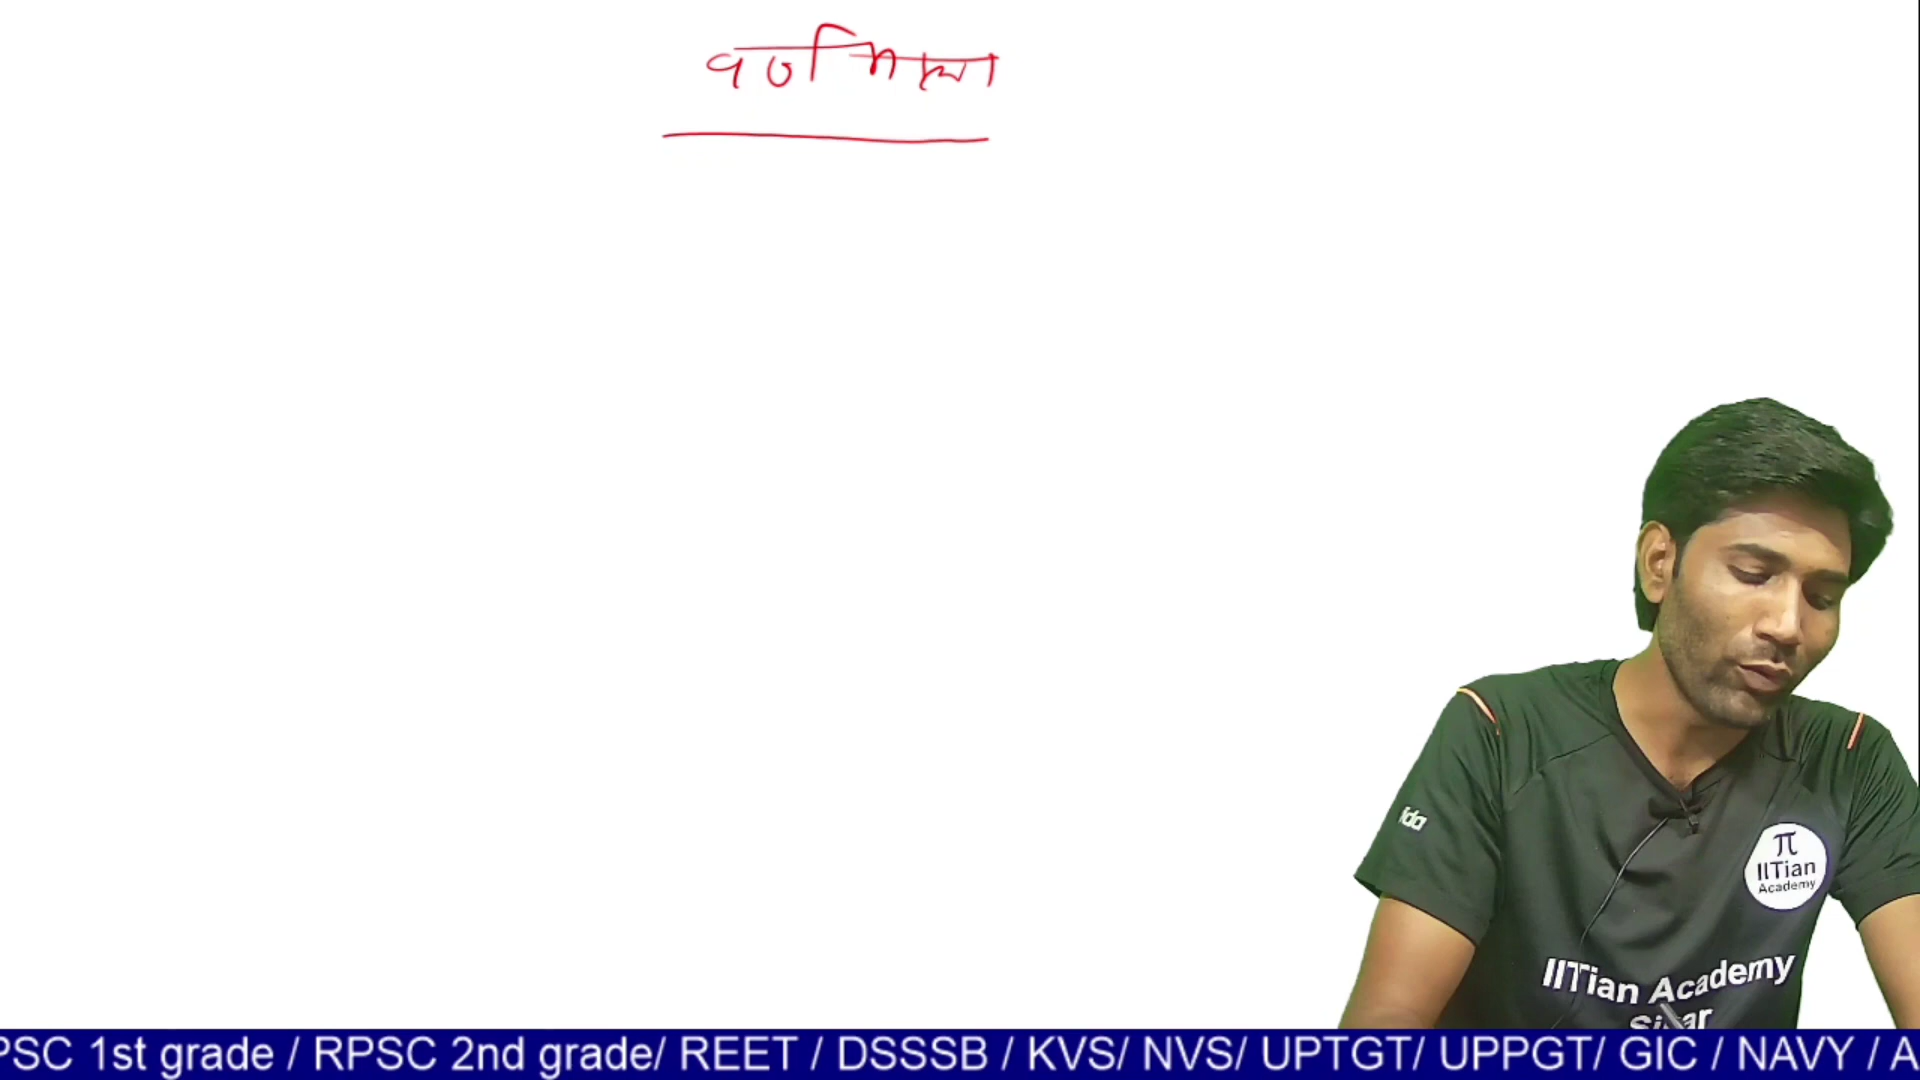 वर्णमाला
ida
π
IITian
Academy
IITian Academy
PSC 1st grade / RPSC 2nd grade/ REET / DSSSB / KVS/ NVS/ UPTGT/ UPPGT/ GIC / NAVY / A